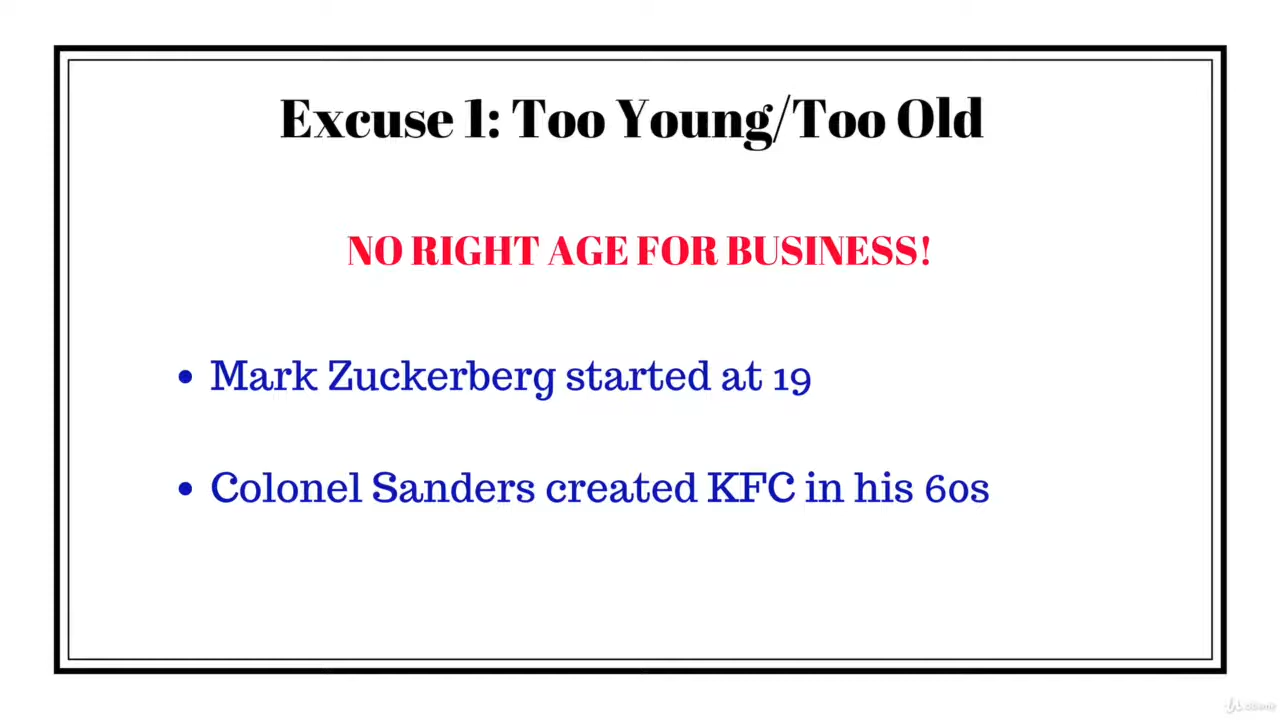 Excuse 1: Too Young/Too Old
NO RIGHT AGE FOR BUSINESS!
• Mark Zuckerberg started at 19
• Colonel Sanders created KFC in his 60s